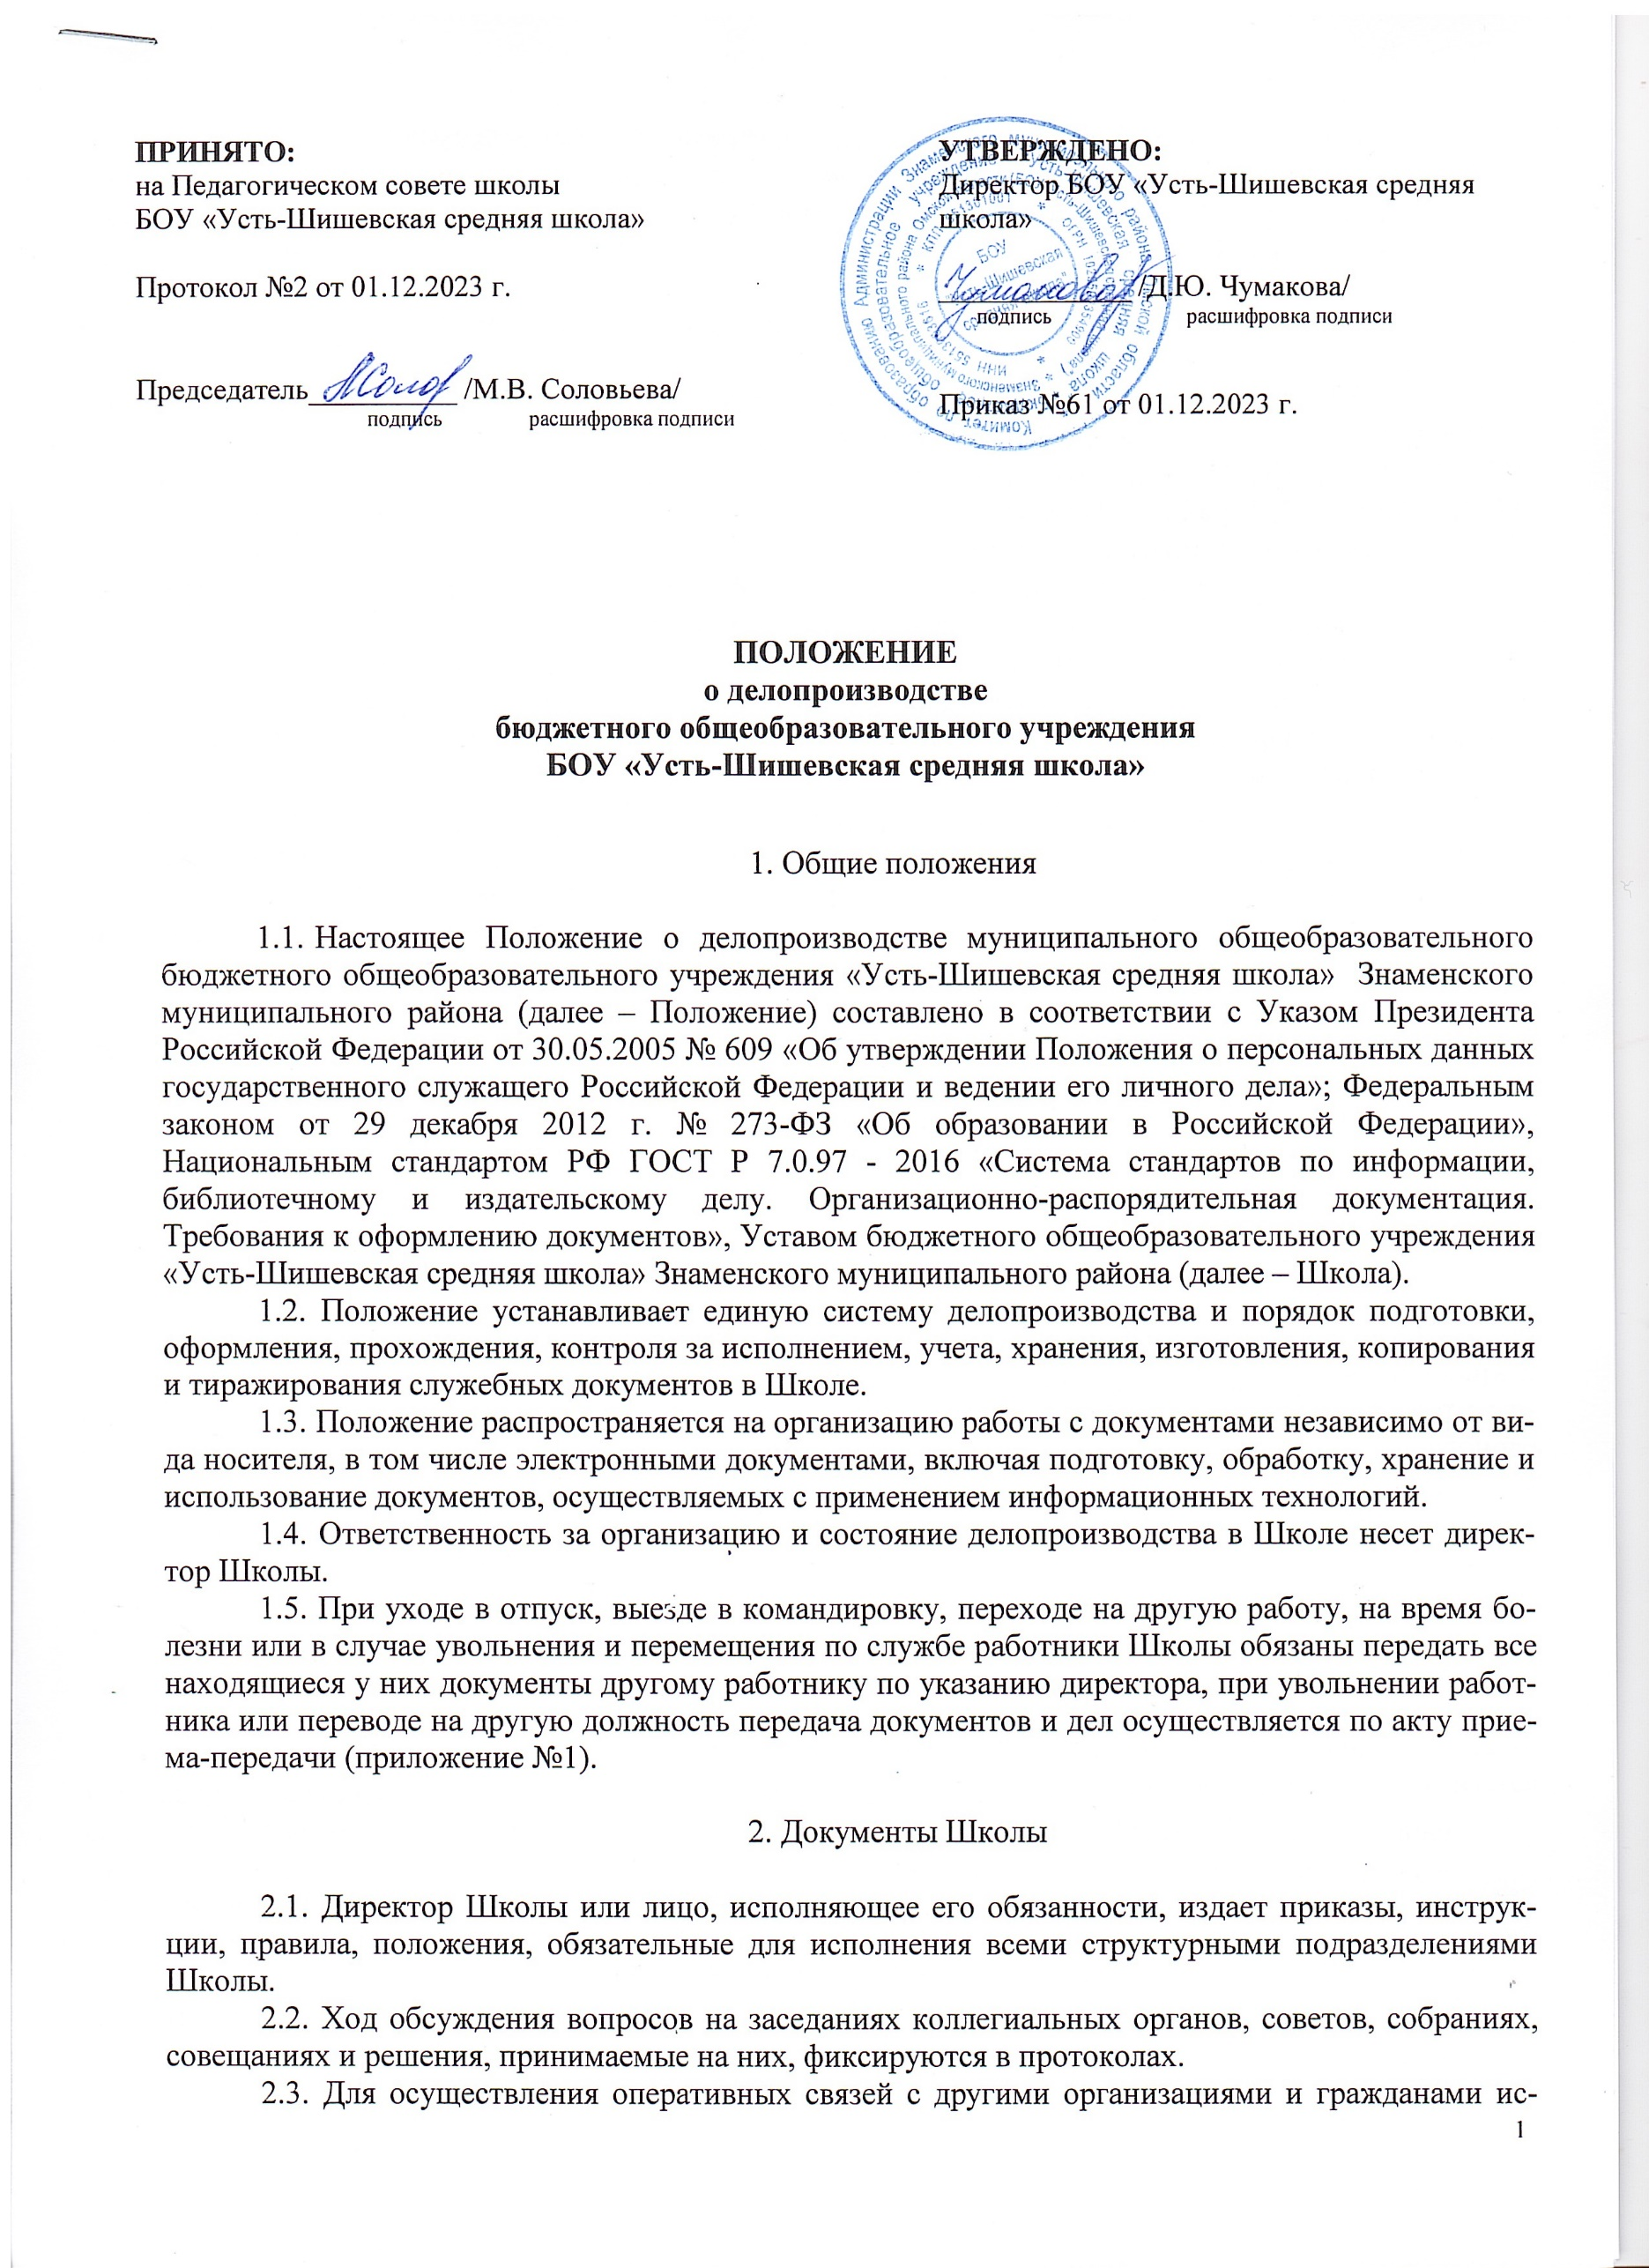 ПРИНЯТО:
на Педагогическом совете школы
БОУ «Усть-Шишевская средняя школа»
Протокол №2 от 01.12.2023 г.
Председатель__________ /М.В. Соловьева/
подпись расшифровка подписи
УТВЕРЖДЕНО:
Директор БОУ «Усть-Шишевская средняя
школа»
_____________ /Д.Ю. Чумакова/
подпись расшифровка подписи
Приказ №61 от 01.12.2023 г.
ПОЛОЖЕНИЕ
о делопроизводстве
бюджетного общеобразовательного учреждения
БОУ «Усть-Шишевская средняя школа»
1. Общие положения
1.1. Настоящее Положение о делопроизводстве муниципального общеобразовательного
бюджетного общеобразовательного учреждения «Усть-Шишевская средняя школа» Знаменского
муниципального района (далее – Положение) составлено в соответствии с Указом Президента
Российской Федерации от 30.05.2005 № 609 «Об утверждении Положения о персональных данных
государственного служащего Российской Федерации и ведении его личного дела»; Федеральным
законом от 29 декабря 2012 г. № 273-ФЗ «Об образовании в Российской Федерации»,
Национальным стандартом РФ ГОСТ Р 7.0.97 - 2016 «Система стандартов по информации,
библиотечному и издательскому делу. Организационно-распорядительная документация.
Требования к оформлению документов», Уставом бюджетного общеобразовательного учреждения
«Усть-Шишевская средняя школа» Знаменского муниципального района (далее – Школа).
1.2. Положение устанавливает единую систему делопроизводства и порядок подготовки,
оформления, прохождения, контроля за исполнением, учета, хранения, изготовления, копирования
и тиражирования служебных документов в Школе.
1.3. Положение распространяется на организацию работы с документами независимо от ви-
да носителя, в том числе электронными документами, включая подготовку, обработку, хранение и
использование документов, осуществляемых с применением информационных технологий.
1.4. Ответственность за организацию и состояние делопроизводства в Школе несет дирек-
тор Школы.
1.5. При уходе в отпуск, выезде в командировку, переходе на другую работу, на время бо-
лезни или в случае увольнения и перемещения по службе работники Школы обязаны передать все
находящиеся у них документы другому работнику по указанию директора, при увольнении работ-
ника или переводе на другую должность передача документов и дел осуществляется по акту прие-
ма-передачи (приложение №1).
2. Документы Школы
2.1. Директор Школы или лицо, исполняющее его обязанности, издает приказы, инструк-
ции, правила, положения, обязательные для исполнения всеми структурными подразделениями
Школы.
2.2. Ход обсуждения вопросов на заседаниях коллегиальных органов, советов, собраниях,
совещаниях и решения, принимаемые на них, фиксируются в протоколах.
2.3. Для осуществления оперативных связей с другими организациями и гражданами ис-
1